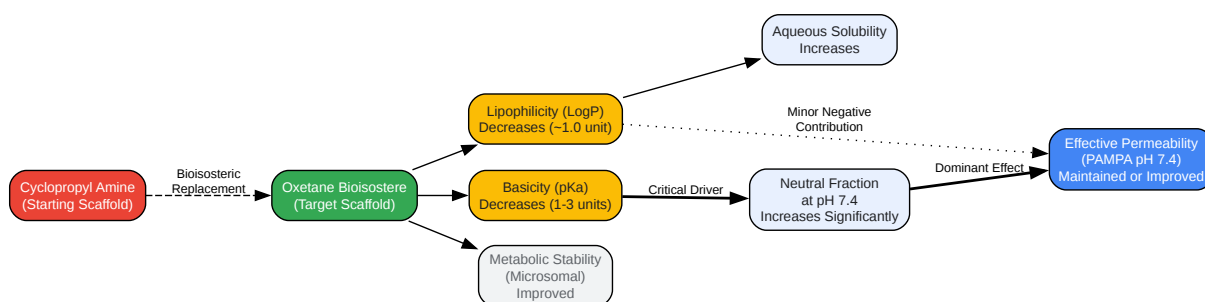 Cyclopropyl Amine
(Starting Scaffold)
Bioisosteric
Replacement
Oxetane Bioisostere
(Target Scaffold)
Lipophilicity (LogP)
Decreases (~1.0 unit)
Basicity (pKa)
Decreases (1-3 units)
Metabolic Stability
(Microsomal)
Improved
Aqueous Solubility
Increases
Minor Negative
Contribution
Critical Driver
Neutral Fraction
at pH 7.4
Increases Significantly
Dominant Effect
Effective Permeability
(PAMPA pH 7.4)
Maintained or Improved